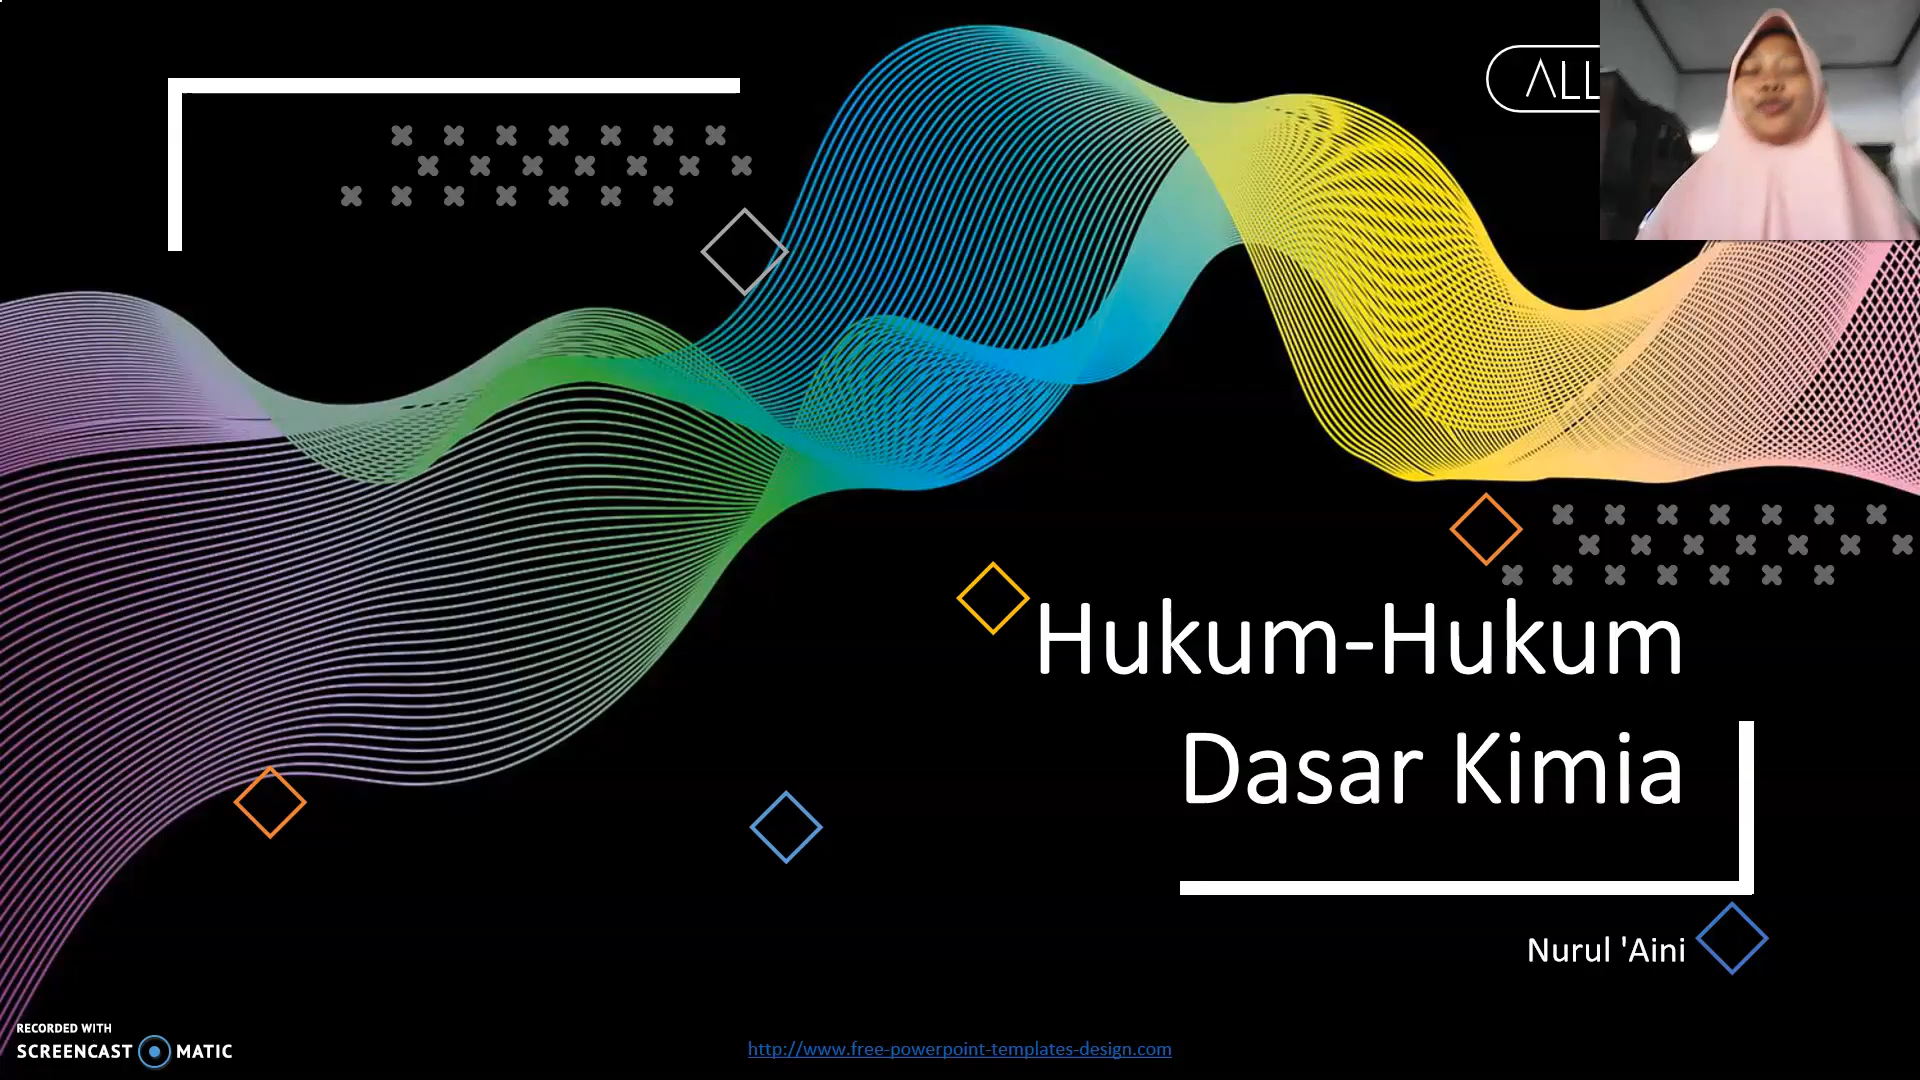 ALL
Hukum-Hukum
Dasar Kimia
Nurul 'Aini
RECORDED WITH
SCREENCAST MATIC
http://www.free-powerpoint-templates-design.com